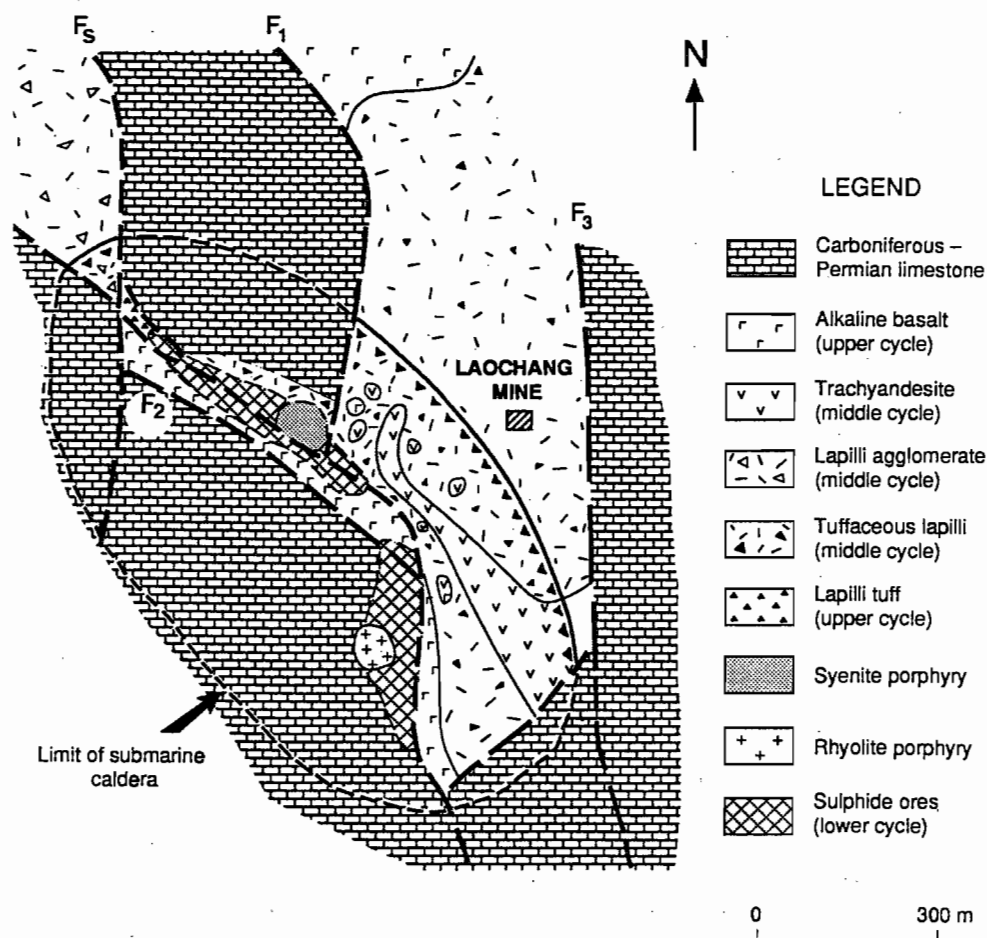 FS
F1
N
LEGEND
F3
Carboniferous –
Permian limestone
Alkaline basalt
(upper cycle)
LAOCHANG
MINE
Trachyandesite
(middle cycle)
F2
Lapilli agglomerate
(middle cycle)
Tuffaceous lapilli
(middle cycle)
Lapilli tuff
(upper cycle)
Syenite porphyry
Limit of submarine
caldera
Rhyolite porphyry
Sulphide ores
(lower cycle)
0 300 m